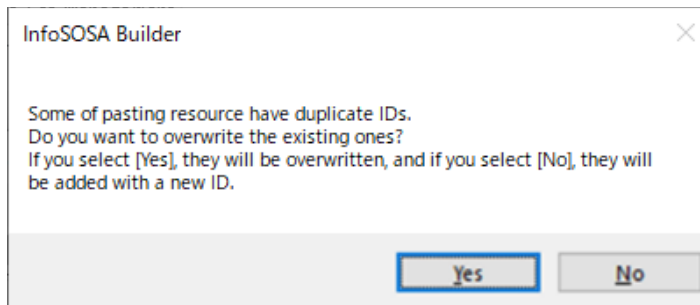 InfoSOSA Builder
Some of pasting resource have duplicate IDs.
Do you want to overwrite the existing ones?
If you select [Yes], they will be overwritten, and if you select [No], they will
be added with a new ID.
Yes
No